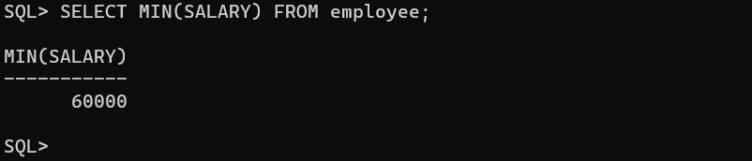 SQL> SELECT MIN(SALARY) FROM employee;
MIN(SALARY)
-----------
60000
SQL>